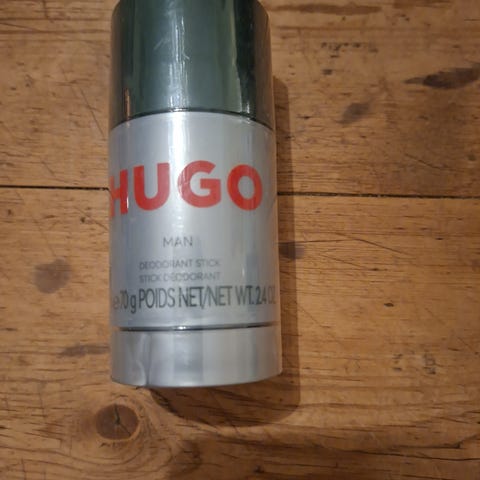 HUGO
MAN
DEODORANT STICK
STICK DÉODORANT
℮70 g POIDS NET/NET WT. 2.4 OZ